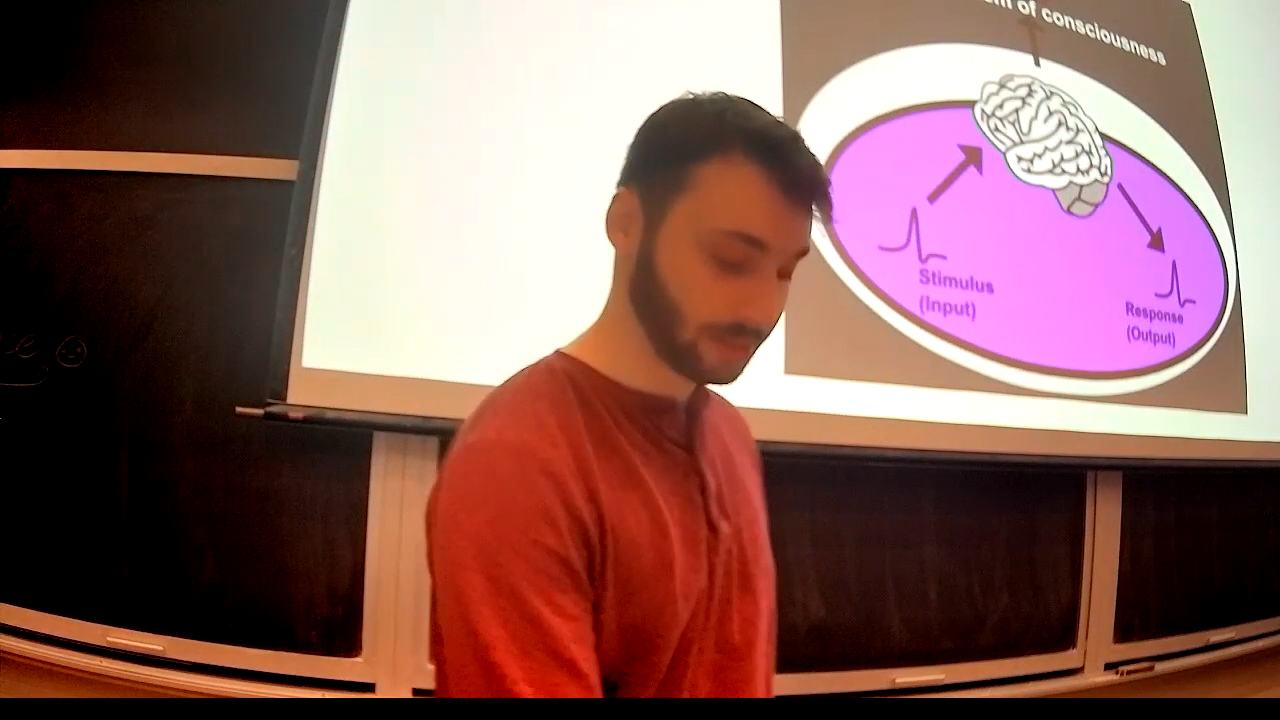 of consciousness
Stimulus
(Input)
Response
(Output)